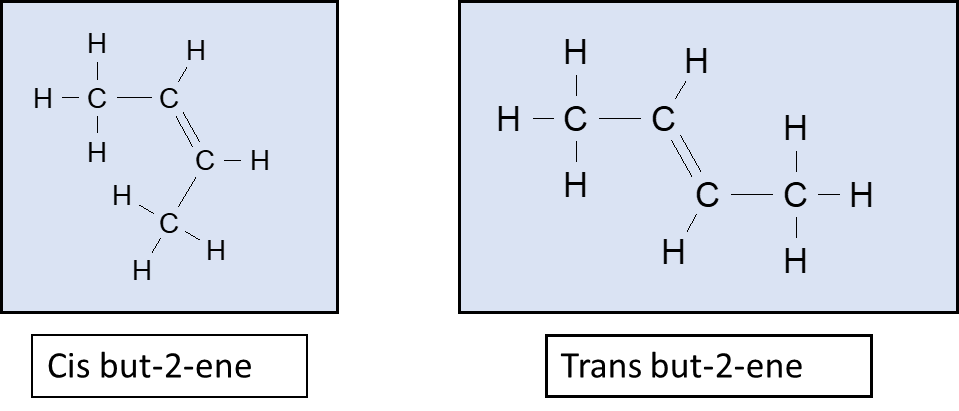 H H
H C C
H C H
H
C
H H
Cis but-2-ene
H H
H C C H
H C C H
H H
Trans but-2-ene